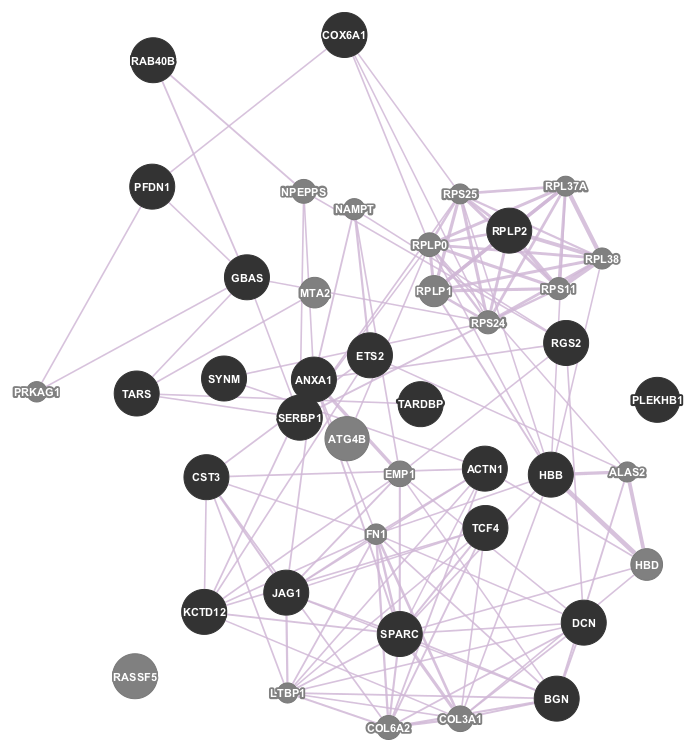 COX6A1
RAB40B
PFDN1
NPEPPS
RPS25
RPL37A
NAMPT
RPLP2
RPLP0
RPL38
GBAS
MTA2
RPLP1
RPS11
RPS24
RGS2
ETS2
PRKAG1
TARS
SYNM
ANXA1
SERBP1
TARDBP
PLEKHB1
ATG4B
CST3
EMP1
ACTN1
HBB
ALAS2
FN1
TCF4
HBD
JAG1
KCTD12
SPARC
DCN
RASSF5
LTBP1
COL6A2
COL3A1
BGN